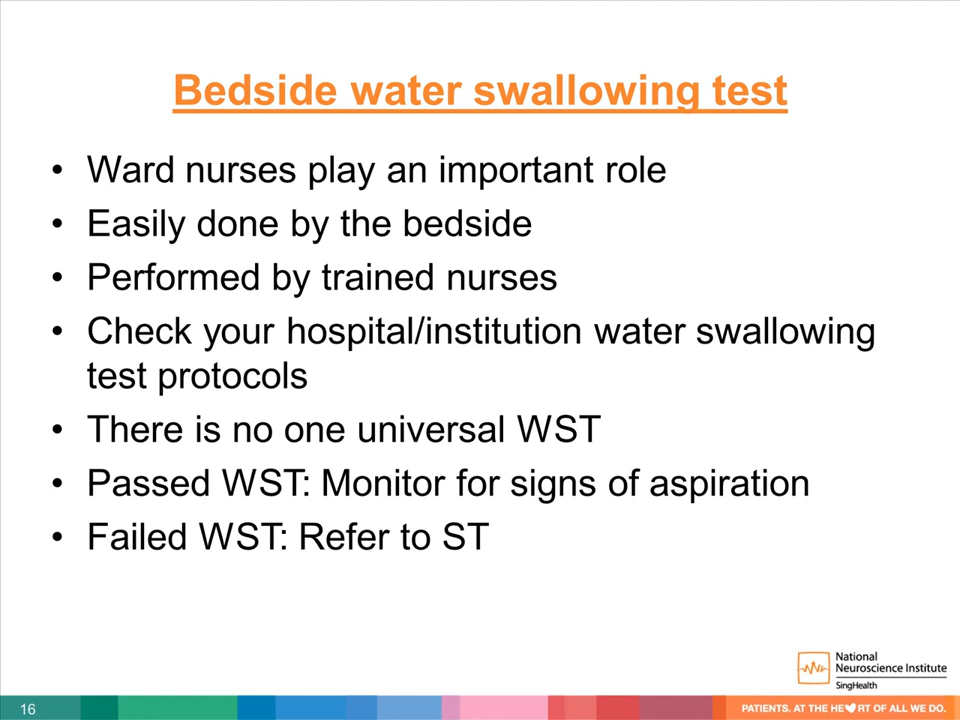 Bedside water swallowing test
• Ward nurses play an important role
• Easily done by the bedside
• Performed by trained nurses
• Check your hospital/institution water swallowing
test protocols
• There is no one universal WST
• Passed WST: Monitor for signs of aspiration
• Failed WST: Refer to ST
National
Neuroscience Institute
SingHealth
16
PATIENTS. AT THE HE♥RT OF ALL WE DO.